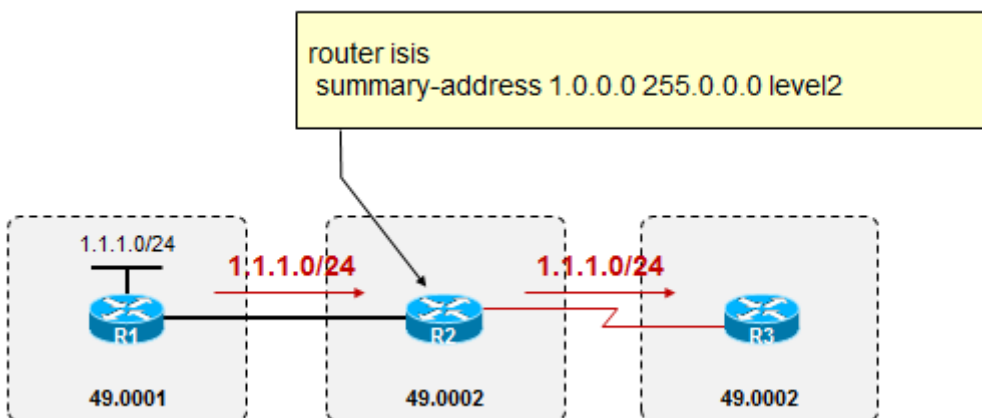 router isis
summary-address 1.0.0.0 255.0.0.0 level2
1.1.1.0/24
1.1.1.0/24
1.1.1.0/24
R1
R2
R3
49.0001
49.0002
49.0002